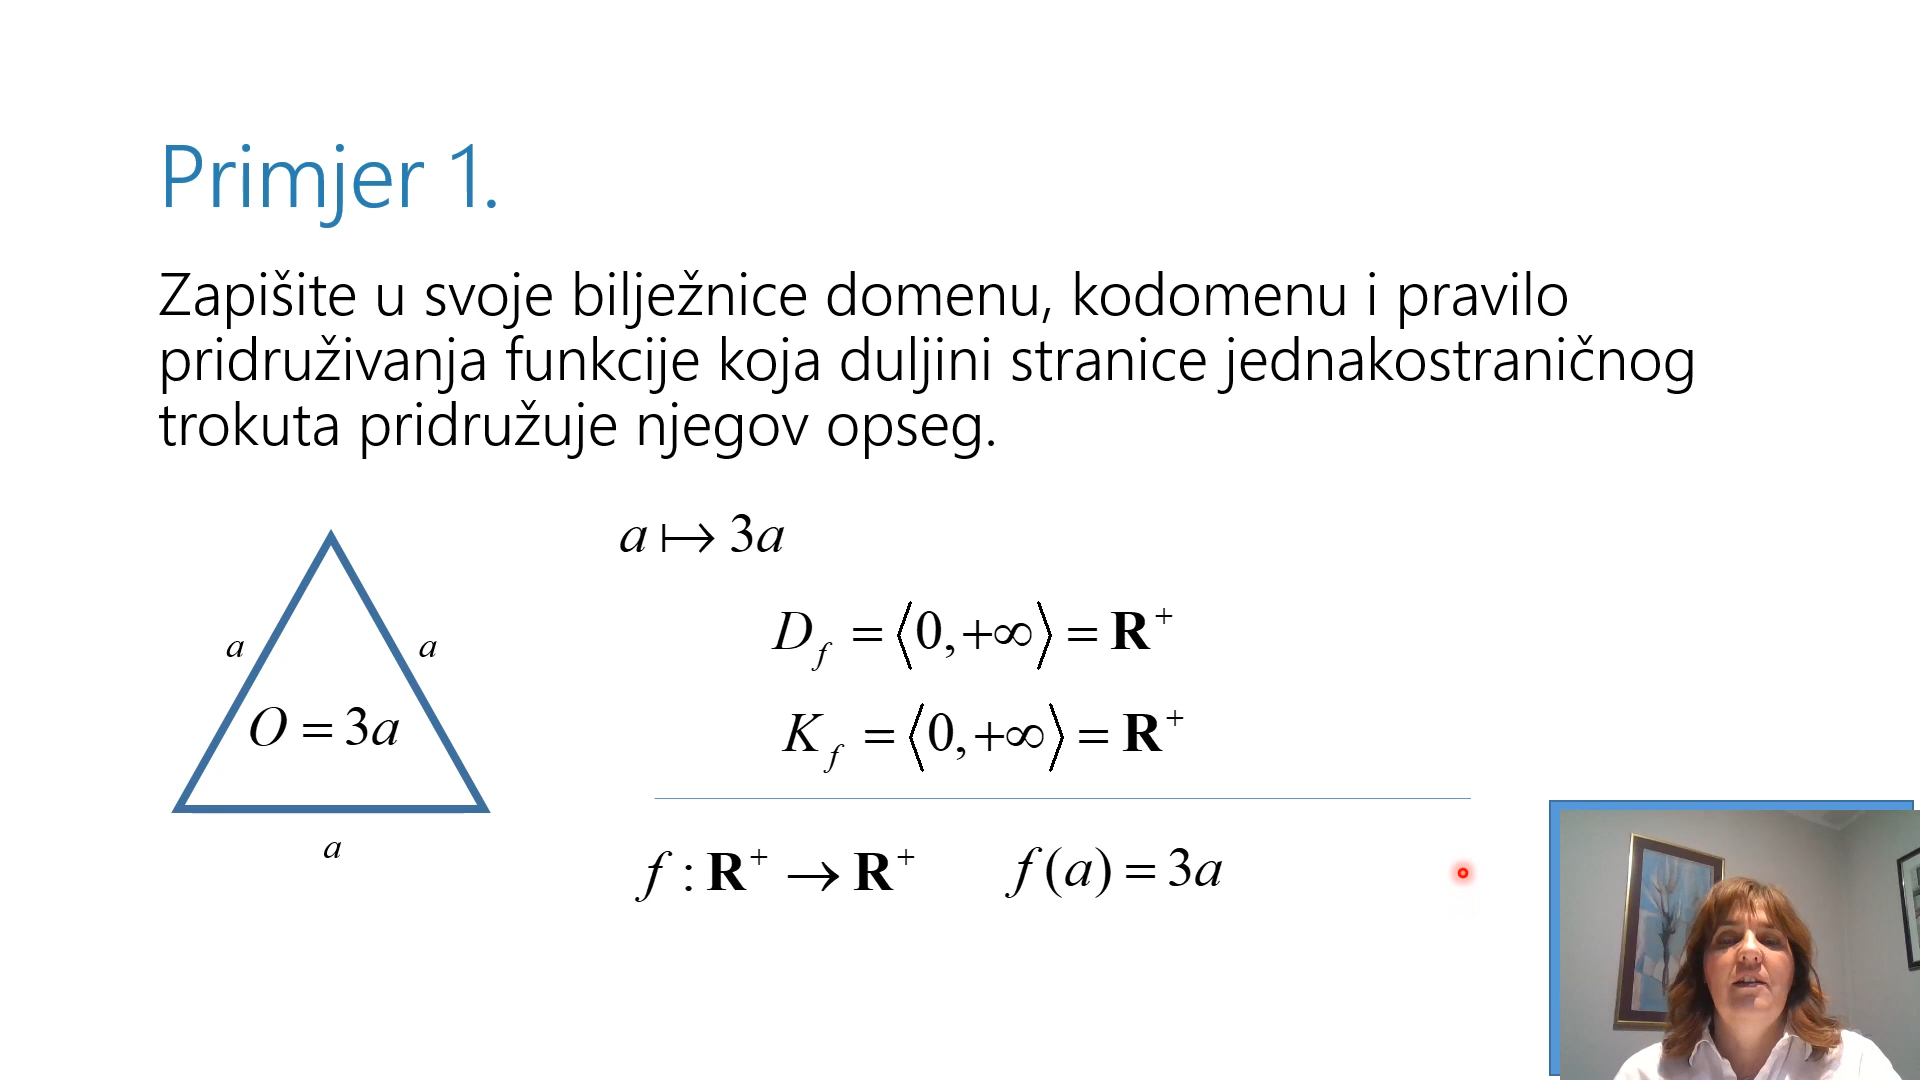 Primjer 1.
Zapišite u svoje bilježnice domenu, kodomenu i pravilo
pridruživanja funkcije koja duljini stranice jednakostraničnog
trokuta pridružuje njegov opseg.
a ↦ 3a
D_f = ⟨0,+∞⟩ = R⁺
a
a
K_f = ⟨0,+∞⟩ = R⁺
O = 3a
a
f : R⁺ → R⁺
f(a) = 3a